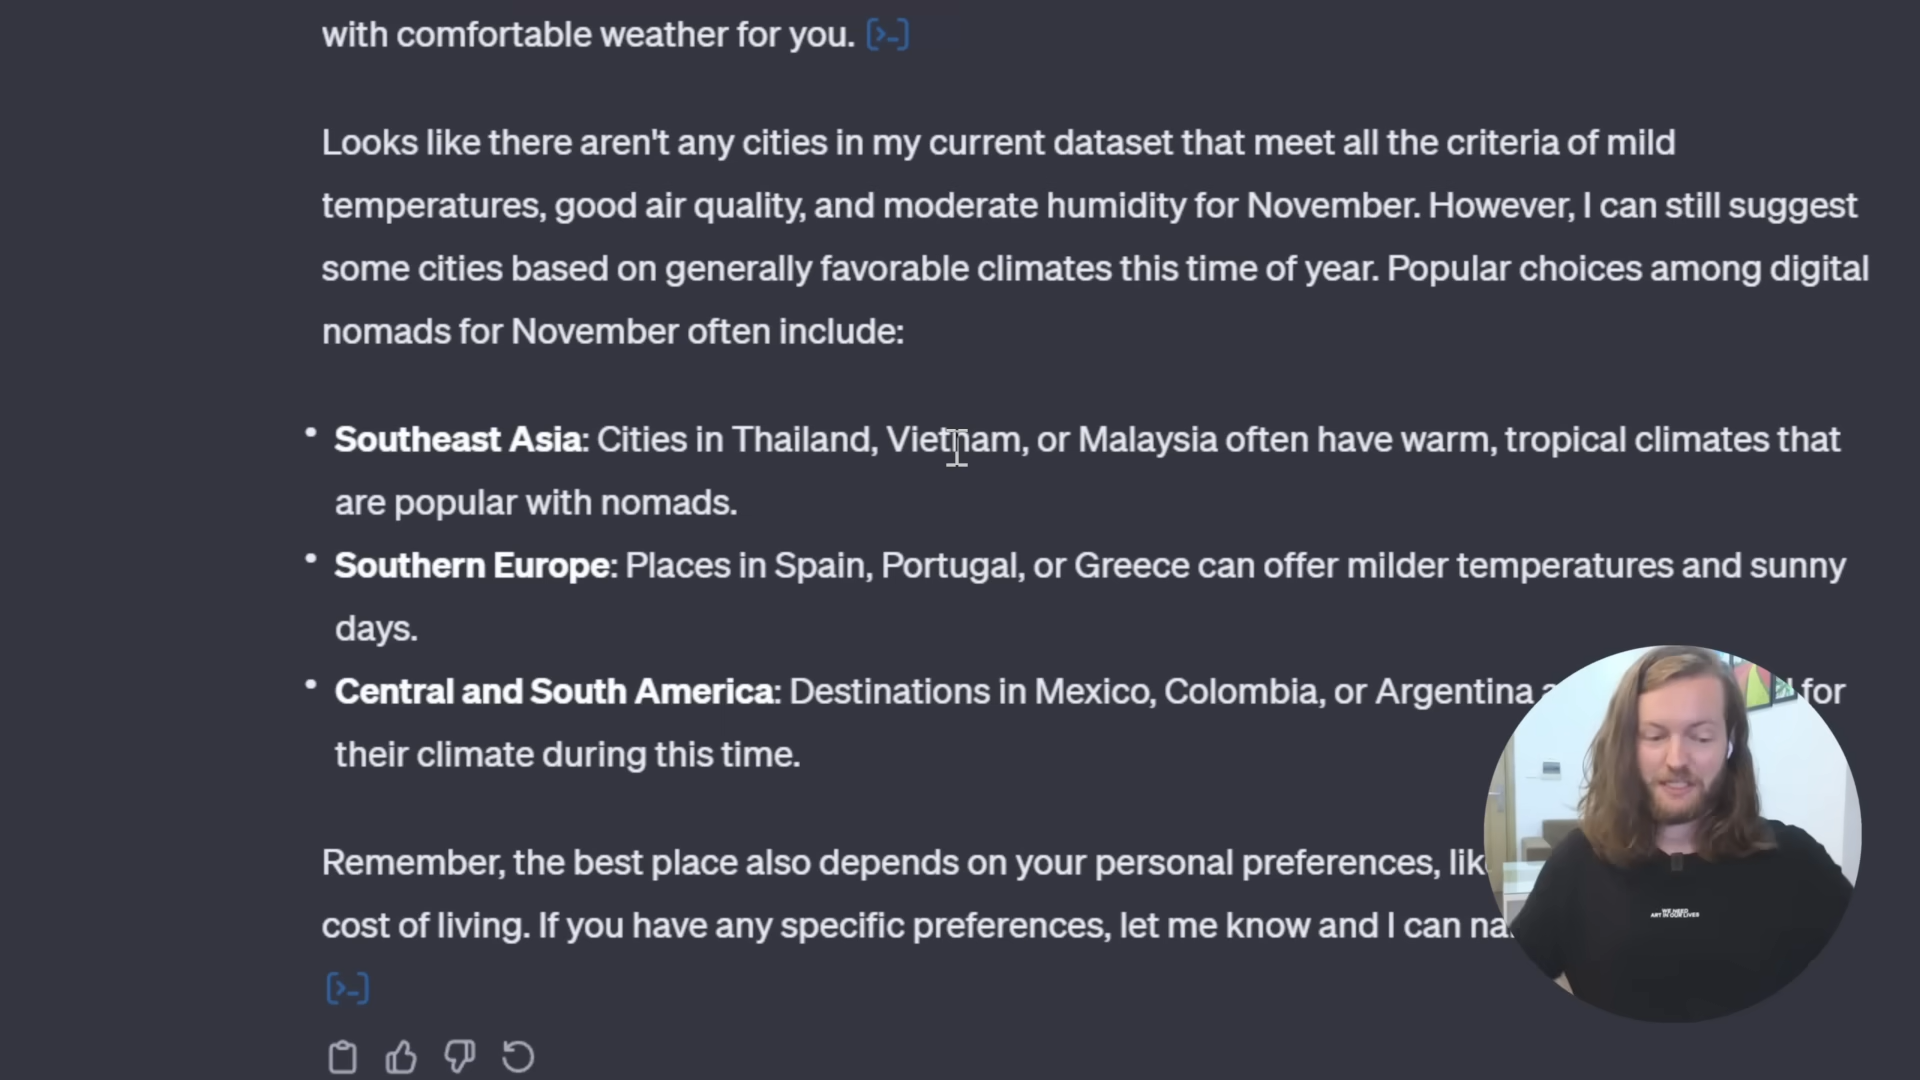 with comfortable weather for you.
Looks like there aren't any cities in my current dataset that meet all the criteria of mild
temperatures, good air quality, and moderate humidity for November. However, I can still suggest
some cities based on generally favorable climates this time of year. Popular choices among digital
nomads for November often include:
• Southeast Asia: Cities in Thailand, Vietnam, or Malaysia often have warm, tropical climates that
are popular with nomads.
• Southern Europe: Places in Spain, Portugal, or Greece can offer milder temperatures and sunny
days.
• Central and South America: Destinations in Mexico, Colombia, or Argentina for
their climate during this time.
Remember, the best place also depends on your personal preferences,
cost of living. If you have any specific preferences, let me know and I can
WE NEED
ART IN OUR LIVES